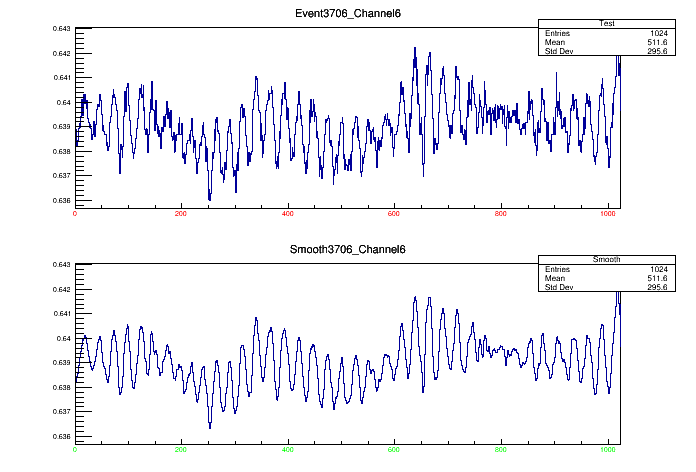 Event3706_Channel6
Test
Entries 1024
Mean 511.6
Std Dev 295.6
0.643
0.642
0.641
0.64
0.639
0.638
0.637
0.636
0 200 400 600 800 1000
Smooth3706_Channel6
Smooth
Entries 1024
Mean 511.6
Std Dev 295.6
0.643
0.642
0.641
0.64
0.639
0.638
0.637
0.636
0 200 400 600 800 1000